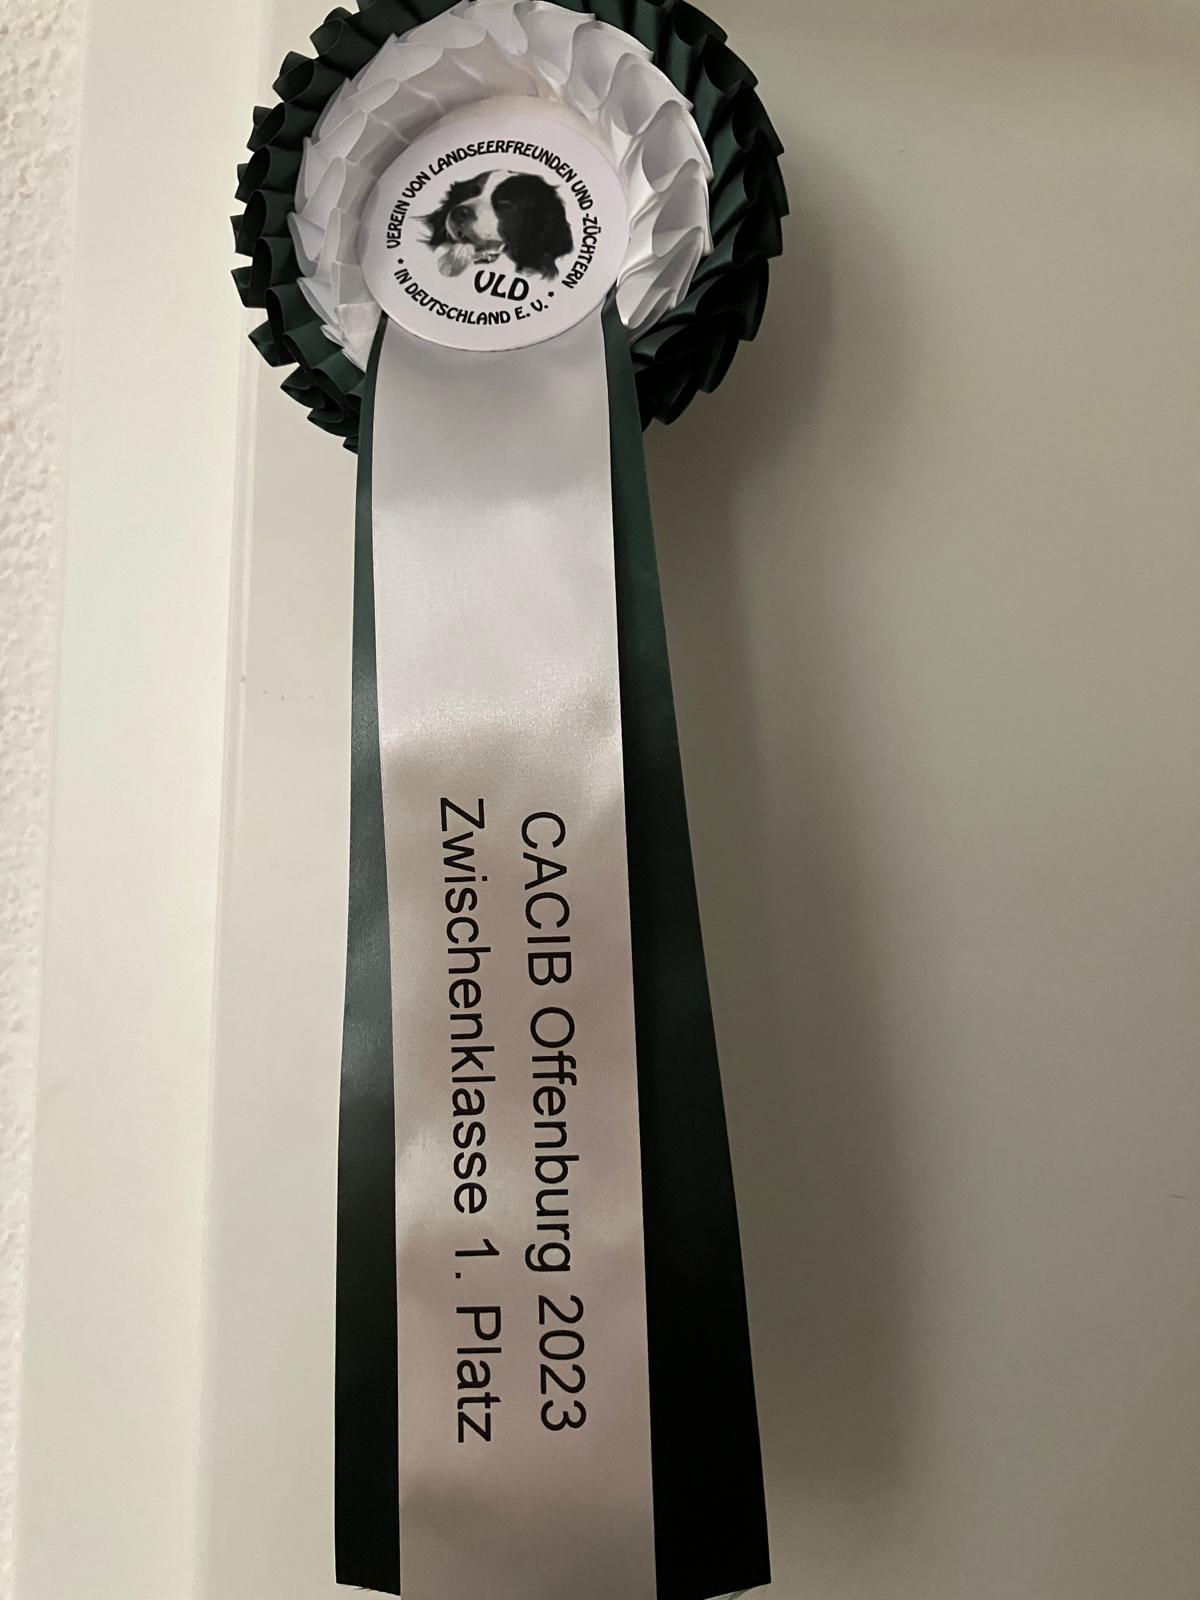 VEREIN VON LANDSEERFREUNDEN UND -ZÜCHTERN
* IN DEUTSCHLAND E. V. *
VLD
CACIB Offenburg 2023
Zwischenklasse 1. Platz